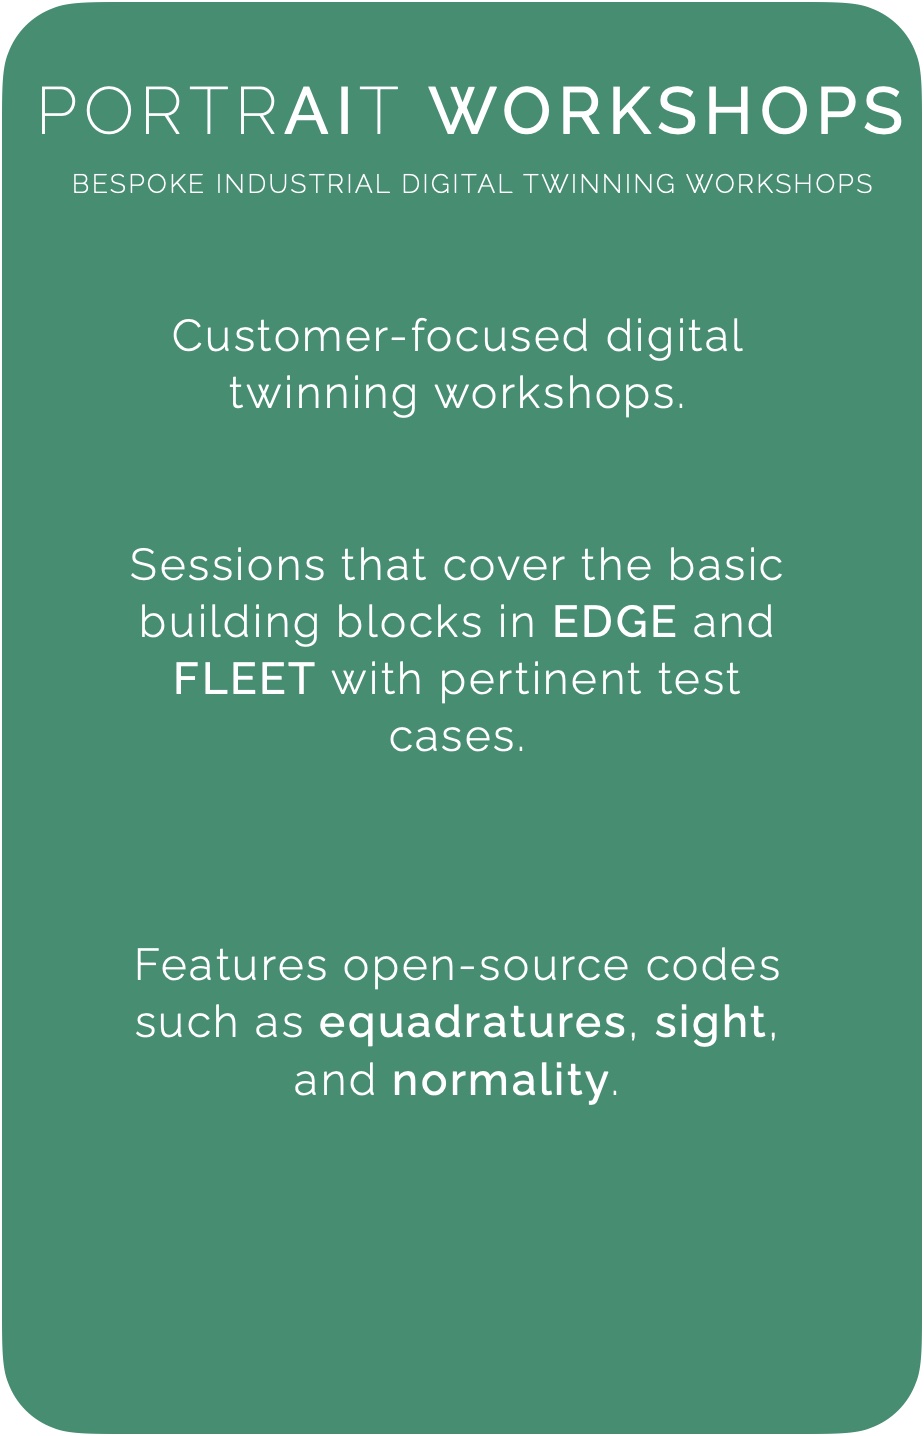 PORTRAIT WORKSHOPS
BESPOKE INDUSTRIAL DIGITAL TWINNING WORKSHOPS
Customer-focused digital
twinning workshops.
Sessions that cover the basic
building blocks in EDGE and
FLEET with pertinent test
cases.
Features open-source codes
such as equadratures, sight,
and normality.